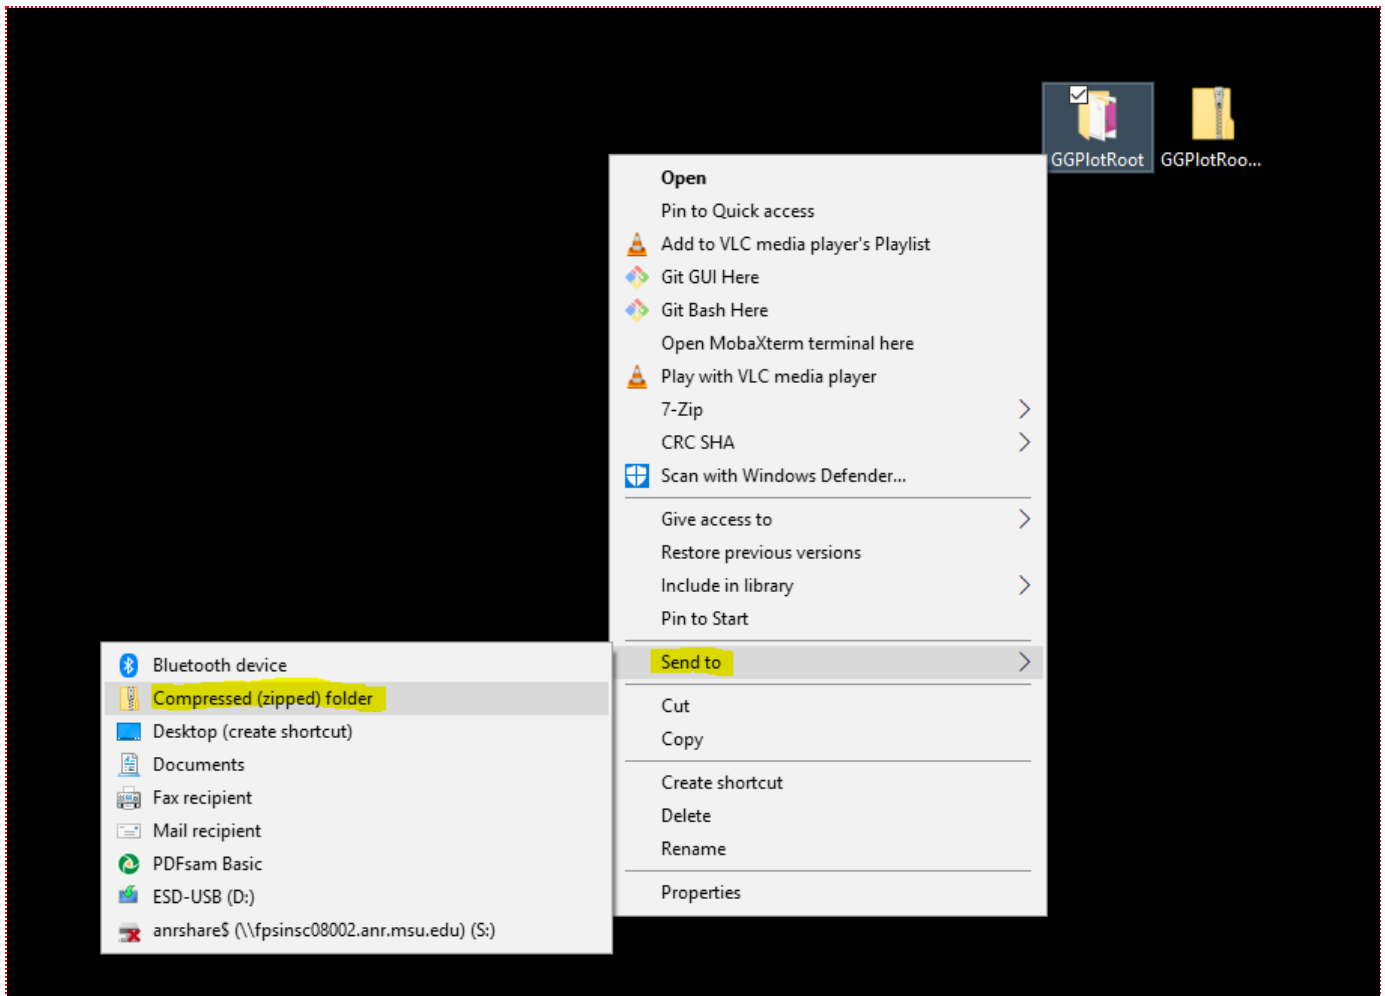 GGPlotRoot
GGPlotRoo...
Open
Pin to Quick access
Add to VLC media player's Playlist
Git GUI Here
Git Bash Here
Open MobaXterm terminal here
Play with VLC media player
7-Zip
CRC SHA
Scan with Windows Defender...
Give access to
Restore previous versions
Include in library
Pin to Start
Send to
Cut
Copy
Create shortcut
Delete
Rename
Properties
Bluetooth device
Compressed (zipped) folder
Desktop (create shortcut)
Documents
Fax recipient
Mail recipient
PDFsam Basic
ESD-USB (D:)
anrshare$ (\\fpsinsc08002.anr.msu.edu) (S:)